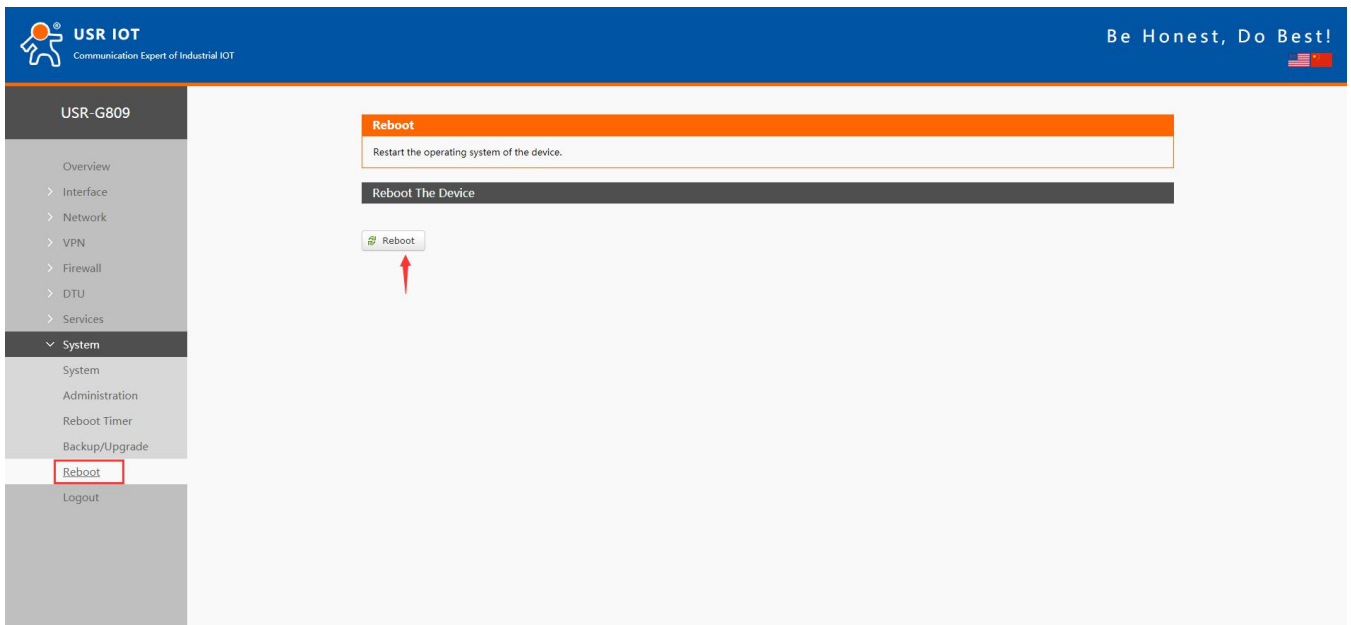 USR IOT
Communication Expert of Industrial IOT
Be Honest, Do Best!
USR-G809
Overview
Interface
Network
VPN
Firewall
DTU
Services
System
System
Administration
Reboot Timer
Backup/Upgrade
Reboot
Logout
Reboot
Restart the operating system of the device.
Reboot The Device
Reboot